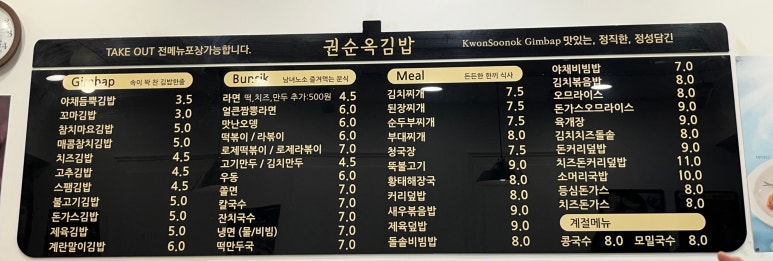 TAKE OUT 전메뉴포장가능합니다.
권순옥김밥
KwonSoonok Gimbap 맛있는, 정직한, 정성담긴
Gimbap 속이 꽉 찬 김밥한줄
야채듬뿍김밥 3.5
꼬마김밥 3.0
참치마요김밥 5.0
매콤참치김밥 5.0
치즈김밥 4.5
고추김밥 4.5
스팸김밥 4.5
불고기김밥 5.0
돈가스김밥 5.0
제육김밥 5.0
계란말이김밥 6.0
Bunsik 남녀노소 즐겨먹는 분식
라면 떡,치즈,만두 추가:500원 4.5
얼큰짬뽕라면 6.0
맛난오뎅 6.0
떡볶이 / 라볶이 6.0
로제떡볶이 / 로제라볶이 7.0
고기만두 / 김치만두 4.5
우동 6.0
쫄면 7.0
칼국수 7.0
잔치국수 7.0
냉면 (물/비빔) 7.0
떡만두국 7.0
Meal 든든한 한끼 식사
김치찌개 7.5
된장찌개 7.5
순두부찌개 7.5
부대찌개 8.0
청국장 7.5
뚝불고기 9.0
황태해장국 8.0
커리덮밥 8.0
새우볶음밥 9.0
제육덮밥 9.0
돌솥비빔밥 8.0
야채비빔밥 7.0
김치볶음밥 8.0
오므라이스 8.0
돈가스오므라이스 9.0
육개장 9.0
김치치즈돌솥 8.0
돈커리덮밥 9.0
치즈돈커리덮밥 11.0
소머리국밥 10.0
등심돈가스 8.0
치즈돈가스 9.0
계절메뉴
콩국수 8.0 모밀국수 8.0